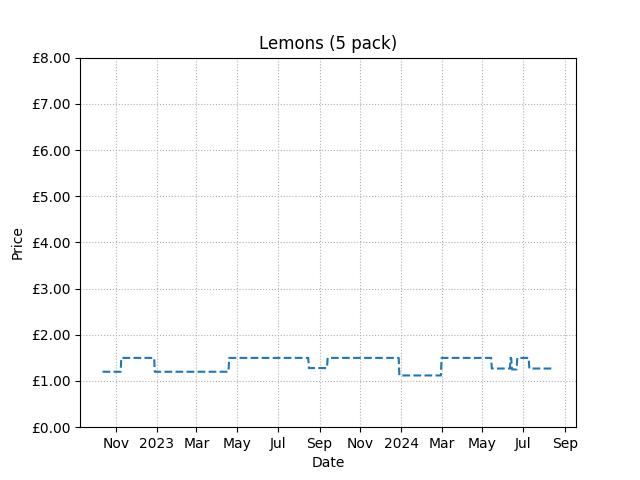 Lemons (5 pack)
£8.00
£7.00
£6.00
£5.00
£4.00
£3.00
£2.00
£1.00
£0.00
Price
Nov 2023 Mar May Jul Sep Nov 2024 Mar May Jul Sep
Date